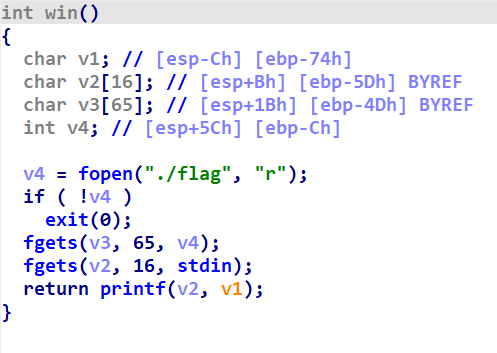 int win()
{
  char v1; // [esp-Ch] [ebp-74h]
  char v2[16]; // [esp+Bh] [ebp-5Dh] BYREF
  char v3[65]; // [esp+1Bh] [ebp-4Dh] BYREF
  int v4; // [esp+5Ch] [ebp-Ch]

  v4 = fopen("./flag", "r");
  if ( !v4 )
    exit(0);
  fgets(v3, 65, v4);
  fgets(v2, 16, stdin);
  return printf(v2, v1);
}